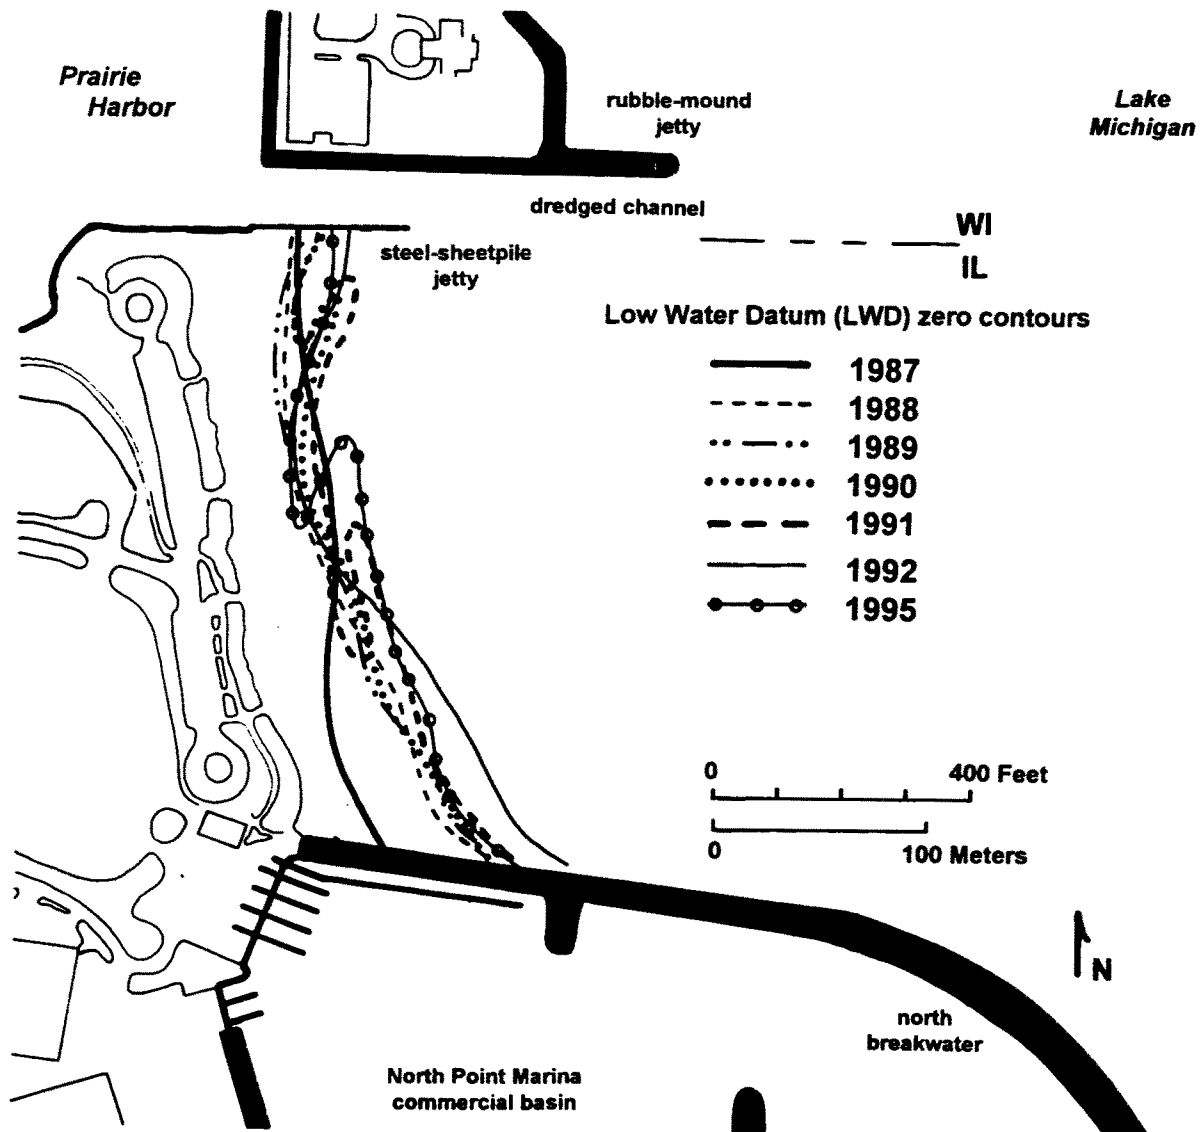 Prairie
Harbor
rubble-mound
jetty
Lake
Michigan
dredged channel
WI
IL
steel-sheetpile
jetty
Low Water Datum (LWD) zero contours
1987
1988
1989
1990
1991
1992
1995
0 400 Feet
0 100 Meters
N
north
breakwater
North Point Marina
commercial basin